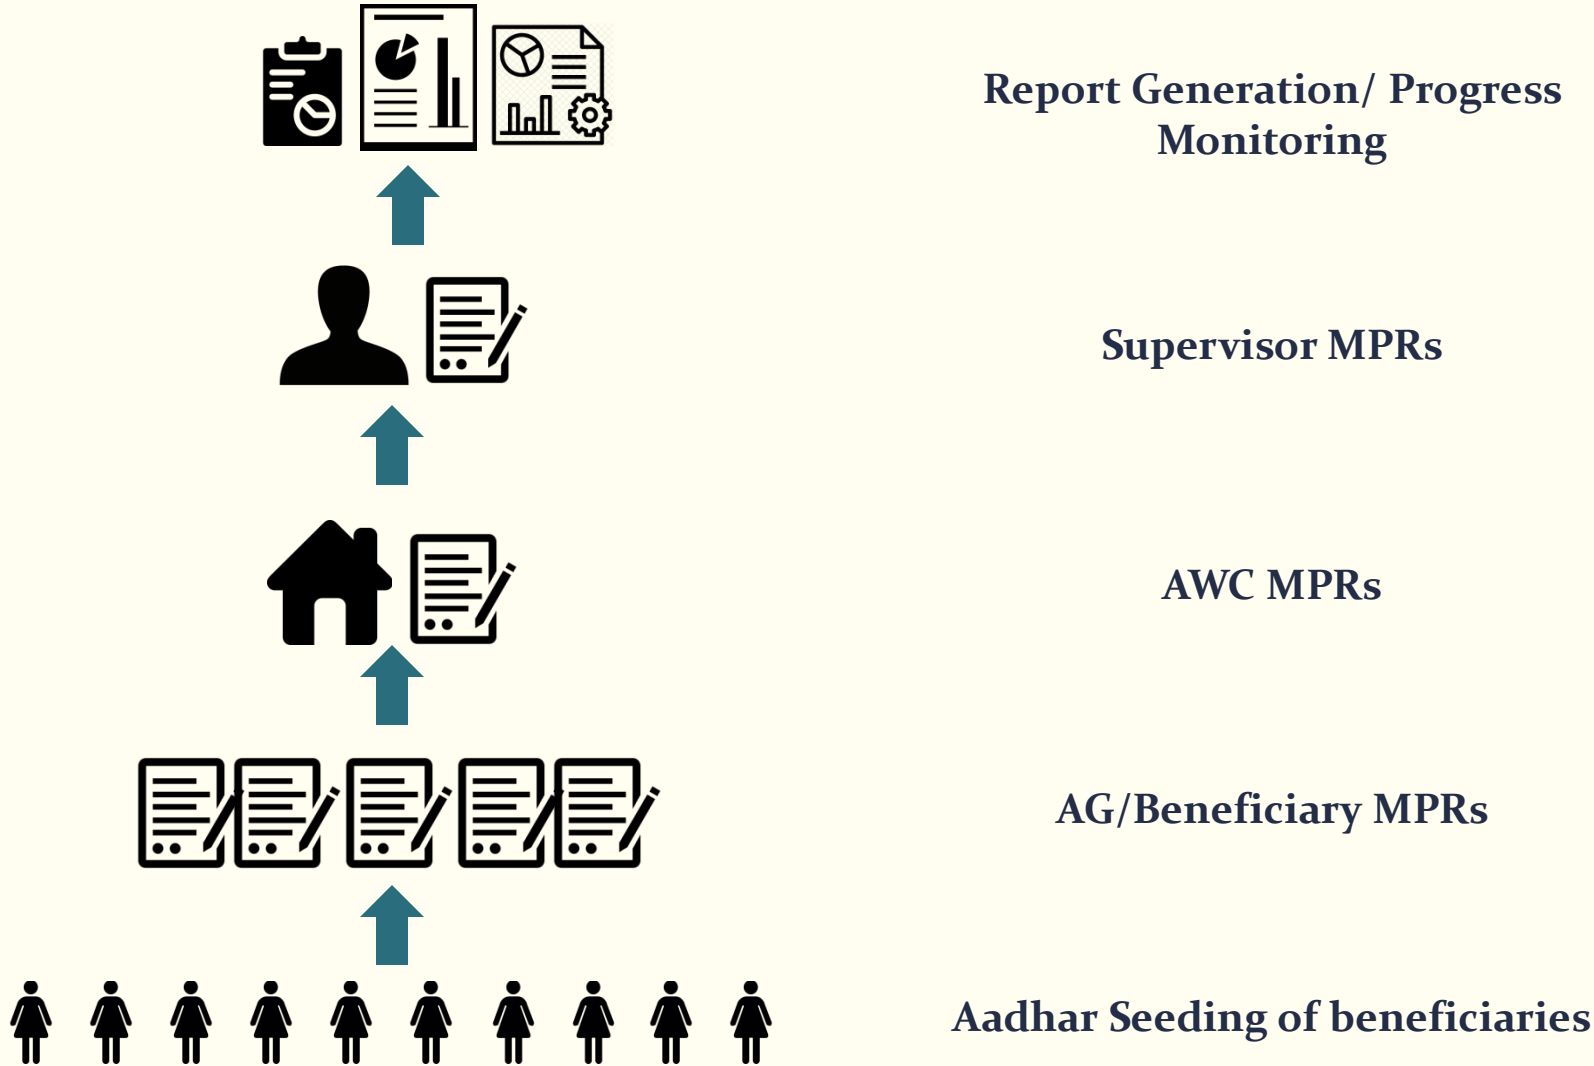 Report Generation/ Progress
Monitoring
Supervisor MPRs
AWC MPRs
AG/Beneficiary MPRs
Aadhar Seeding of beneficiaries